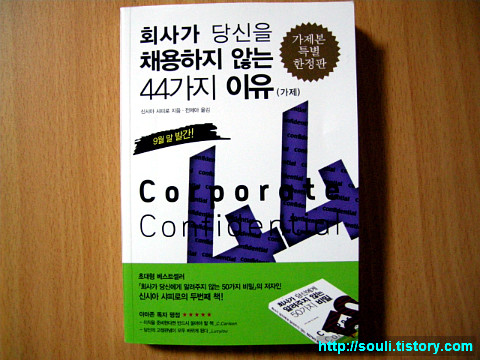 회사가 당신을
채용하지 않는
44가지 이유 (가제)
가제본
특별
한정판
신시아 샤피로 지음 · 전제아 옮김
9월 말 발간!
Corporate
Confidential
44
초대형 베스트셀러
「회사가 당신에게 알려주지 않는 50가지 비밀」의 저자인
신시아 샤피로의 두번째 책!
아마존 독자 평점 ★★★★★
회사가 당신에게
알려주지 않는
50가지 비밀
http://souli.tistory.com